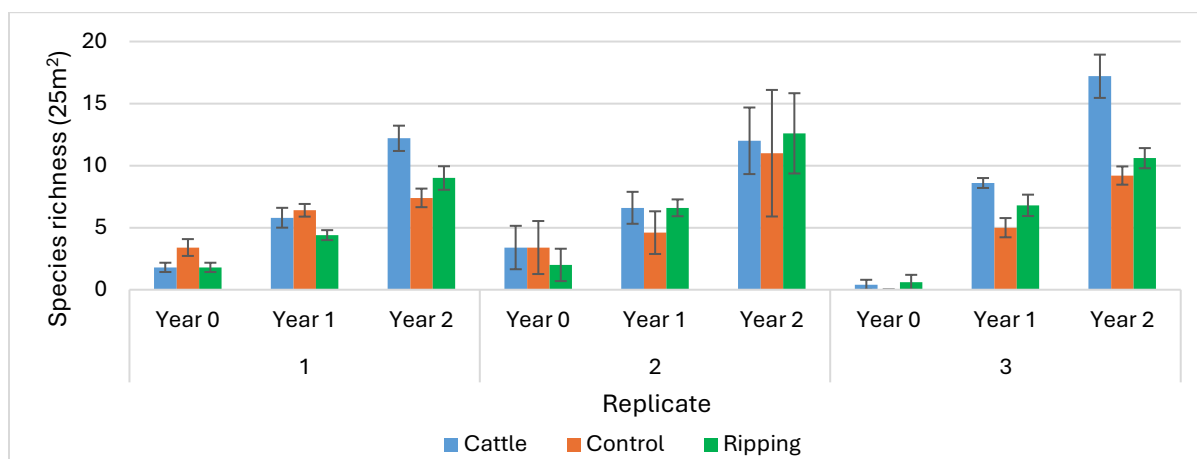 Species richness (25m²)
20
15
10
5
0
Year 0 Year 1 Year 2 Year 0 Year 1 Year 2 Year 0 Year 1 Year 2
1 2 3
Replicate
Cattle Control Ripping